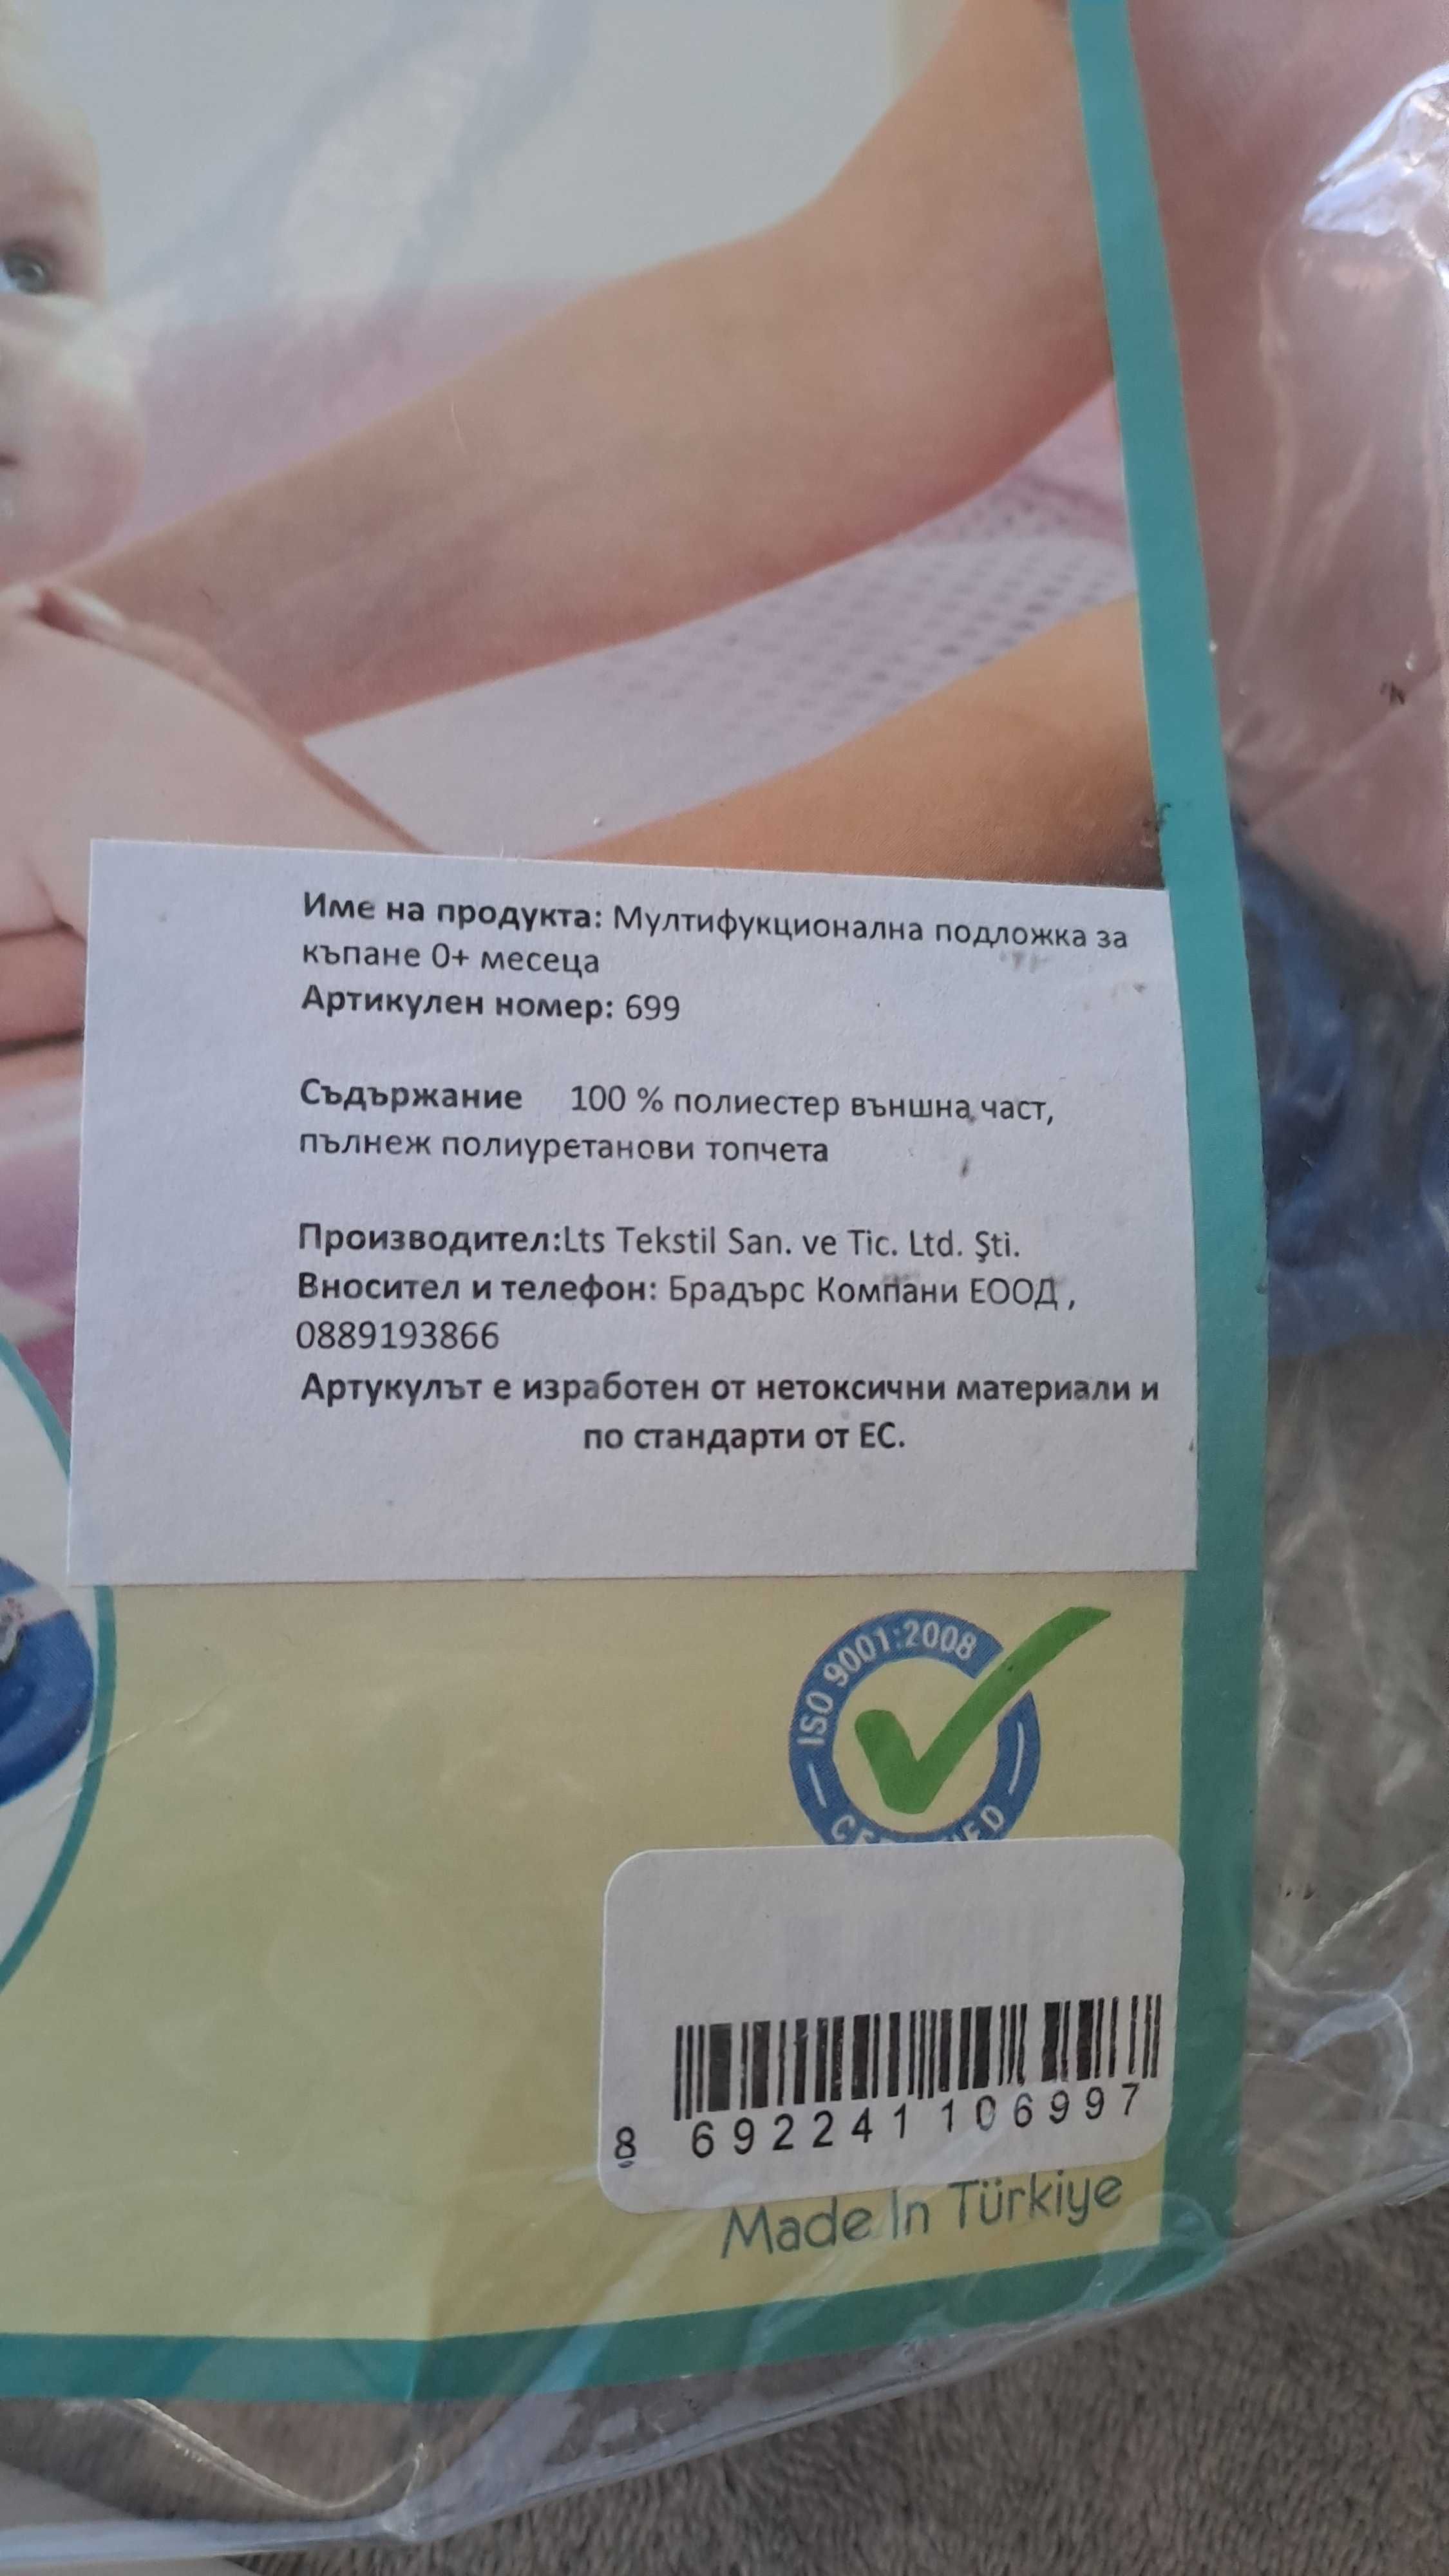 Име на продукта: Мултифукционална подложка за
къпане 0+ месеца
Артикулен номер: 699
Съдържание 100 % полиестер външна част,
пълнеж полиуретанови топчета
Производител:Lts Tekstil San. ve Tic. Ltd. Şti.
Вносител и телефон: Брадърс Компани ЕООД ,
0889193866
Артукулът е изработен от нетоксични материали и
по стандарти от ЕС.
ISO 9001:2008
8 692241 106997
Made In Türkiye